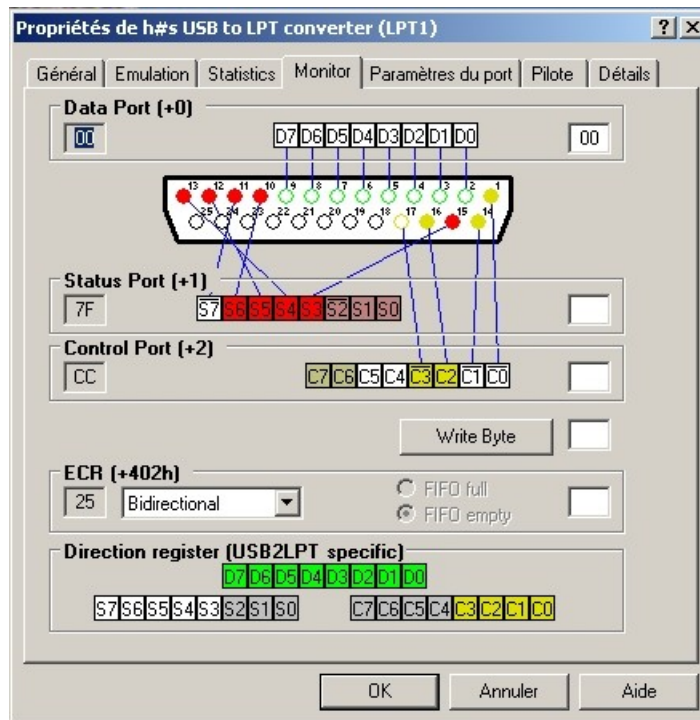 Propriétés de h#s USB to LPT converter (LPT1)
Général Emulation Statistics Monitor Paramètres du port Pilote Détails
Data Port (+0)
00 D7 D6 D5 D4 D3 D2 D1 D0 00
13 12 11 10 9 8 7 6 5 4 3 2 1
25 24 23 22 21 20 19 18 17 16 15 14
Status Port (+1)
7F S7 S6 S5 S4 S3 S2 S1 S0
Control Port (+2)
CC C7 C6 C5 C4 C3 C2 C1 C0
Write Byte
ECR (+402h)
25 Bidirectional FIFO full
FIFO empty
Direction register (USB2LPT specific)
D7 D6 D5 D4 D3 D2 D1 D0
S7 S6 S5 S4 S3 S2 S1 S0 C7 C6 C5 C4 C3 C2 C1 C0
OK Annuler Aide